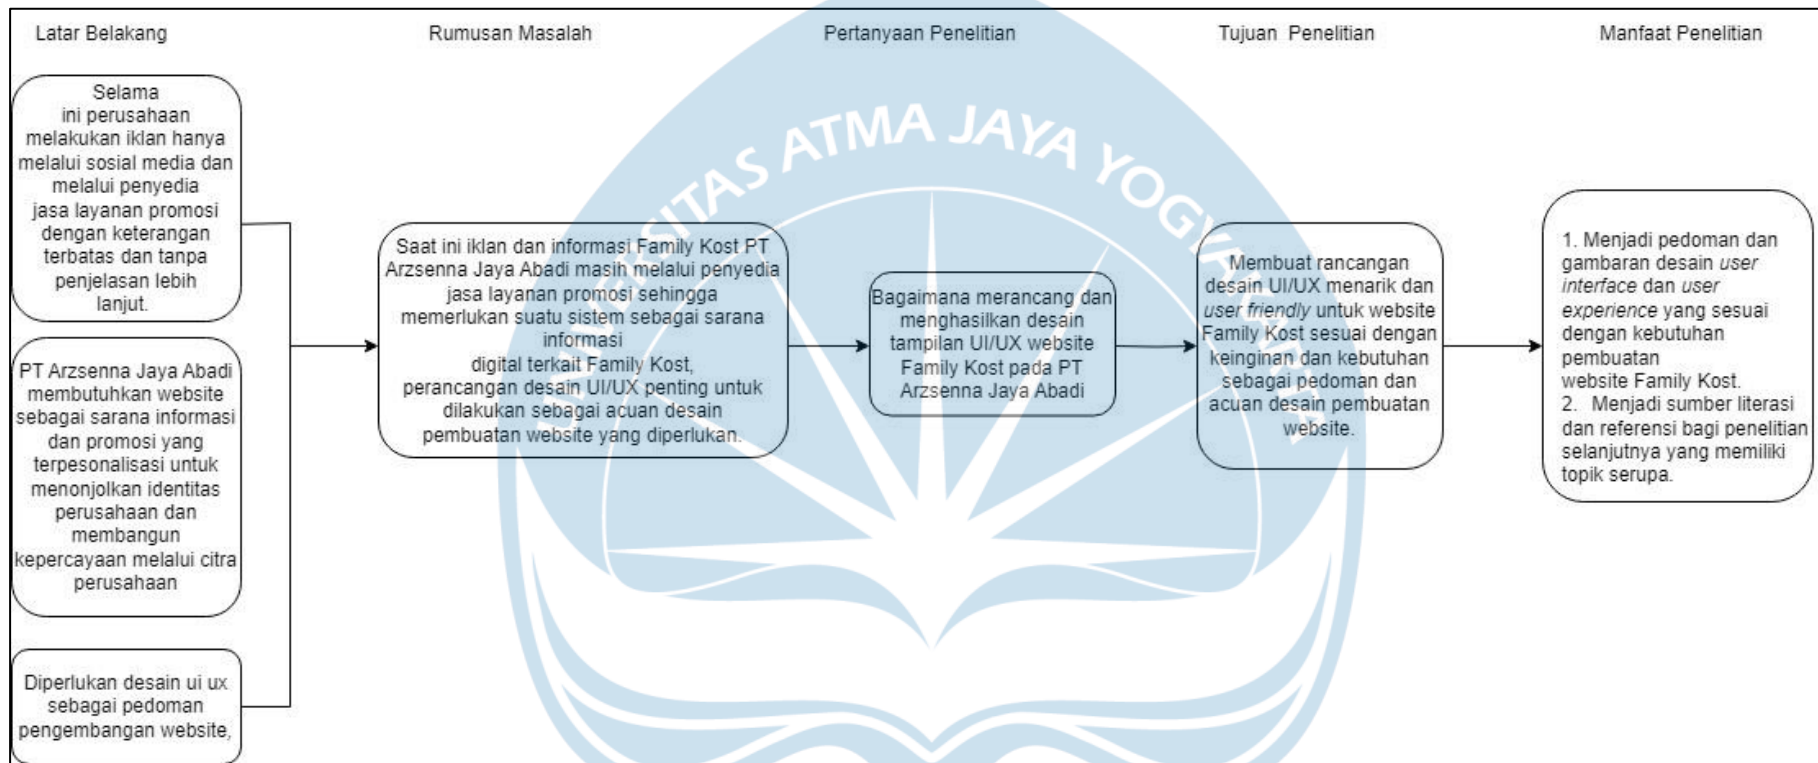 Latar Belakang
Rumusan Masalah
Pertanyaan Penelitian
Tujuan Penelitian
Manfaat Penelitian
Selama
ini perusahaan
melakukan iklan hanya
melalui sosial media dan
melalui penyedia
jasa layanan promosi
dengan keterangan
terbatas dan tanpa
penjelasan lebih
lanjut.
PT Arzsenna Jaya Abadi
membutuhkan website
sebagai sarana informasi
dan promosi yang
terpesonalisasi untuk
menonjolkan identitas
perusahaan dan
membangun
kepercayaan melalui citra
perusahaan
Diperlukan desain ui ux
sebagai pedoman
pengembangan website,
Saat ini iklan dan informasi Family Kost PT
Arzsenna Jaya Abadi masih melalui penyedia
jasa layanan promosi sehingga
memerlukan suatu sistem sebagai sarana
informasi
digital terkait Family Kost,
perancangan desain UI/UX penting untuk
dilakukan sebagai acuan desain
pembuatan website yang diperlukan.
Bagaimana merancang dan
menghasilkan desain
tampilan UI/UX website
Family Kost pada PT
Arzsenna Jaya Abadi
Membuat rancangan
desain UI/UX menarik dan
user friendly untuk website
Family Kost sesuai dengan
keinginan dan kebutuhan
sebagai pedoman dan
acuan desain pembuatan
website.
1. Menjadi pedoman dan
gambaran desain user
interface dan user
experience yang sesuai
dengan kebutuhan
pembuatan
website Family Kost.
2. Menjadi sumber literasi
dan referensi bagi penelitian
selanjutnya yang memiliki
topik serupa.
UNIVERSITAS ATMA JAYA YOGYAKARTA